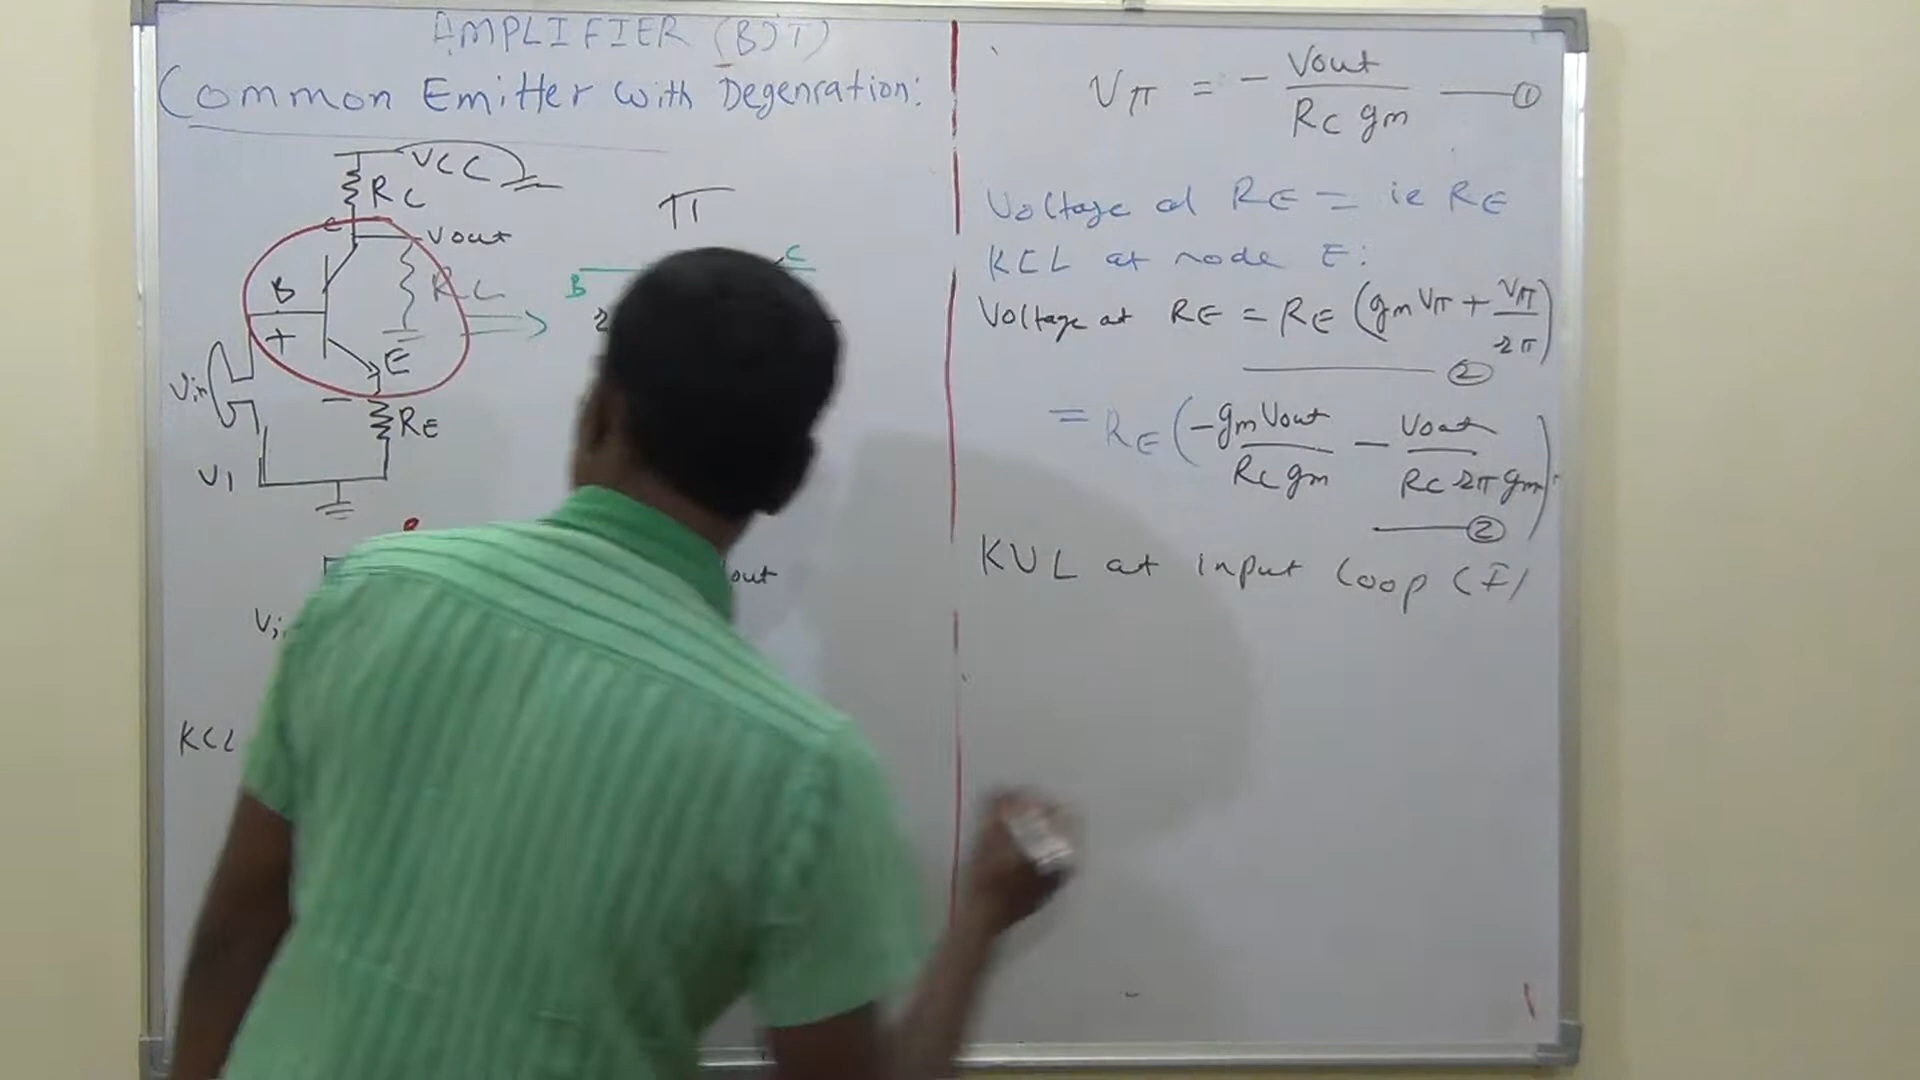 AMPLIFIER (BJT)
Common Emitter with Degenration:
VCC
RC
C
Vout
B
RL
+
E
Vin
-
RE
V1
π
B
C
Vout
KCL
Vπ = - Vout / RC gm ——①
Voltage at RE = ie RE
KCL at node E:
Voltage at RE = RE (gm Vπ + Vπ / rπ)
——②
= RE (-gm Vout / RC gm - Vout / RC rπ gm)
——②
KVL at input loop (I)